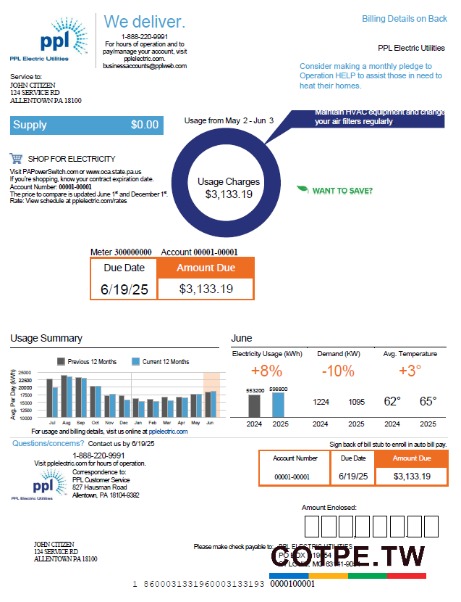 ppl
PPL Electric Utilities
We deliver.
1-888-220-9991
For hours of operation and to
pay/manage your account, visit
pplelectric.com.
businessaccounts@pplweb.com
Billing Details on Back
PPL Electric Utilities
Consider making a monthly pledge to
Operation HELP to assist those in need to
heat their homes.
Service to:
JOHN CITIZEN
124 SERVICE RD
ALLENTOWN PA 18100
Supply $0.00
Usage from May 2 - Jun 3
Maintain HVAC equipment and change
your air filters regularly
SHOP FOR ELECTRICITY
Visit PAPowerSwitch.com or www.oca.state.pa.us
If you're shopping, know your contract expiration date.
Account Number: 00001-00001
The price to compare is updated June 1st and December 1st.
Rate: View schedule at pplelectric.com/rates
Usage Charges
$3,133.19
WANT TO SAVE?
Meter 300000000 Account 00001-00001
Due Date Amount Due
6/19/25 $3,133.19
Usage Summary
Previous 12 Months Current 12 Months
Avg. Per Day (kWh)
Jul Aug Sep Oct Nov Dec Jan Feb Mar Apr May Jun
For usage and billing details, visit us online at pplelectric.com
June
Electricity Usage (kWh) Demand (KW) Avg. Temperature
+8% -10% +3°
1224 1095 62° 65°
2024 2025 2024 2025 2024 2025
Questions/concerns? Contact us by 6/19/25
1-888-220-9991
Visit pplelectric.com for hours of operation.
Correspondence to:
PPL Customer Service
827 Hausman Road
Allentown, PA 18104-9392
ppl
PPL Electric Utilities
Sign back of bill stub to enroll in auto bill pay.
Account Number Due Date Amount Due
00001-00001 6/19/25 $3,133.19
Amount Enclosed:
JOHN CITIZEN
124 SERVICE RD
ALLENTOWN PA 18100
Please make check payable to:
PPL ELECTRIC UTILITIES
COTPE.TW
1 8600031331960003133193 0000100001